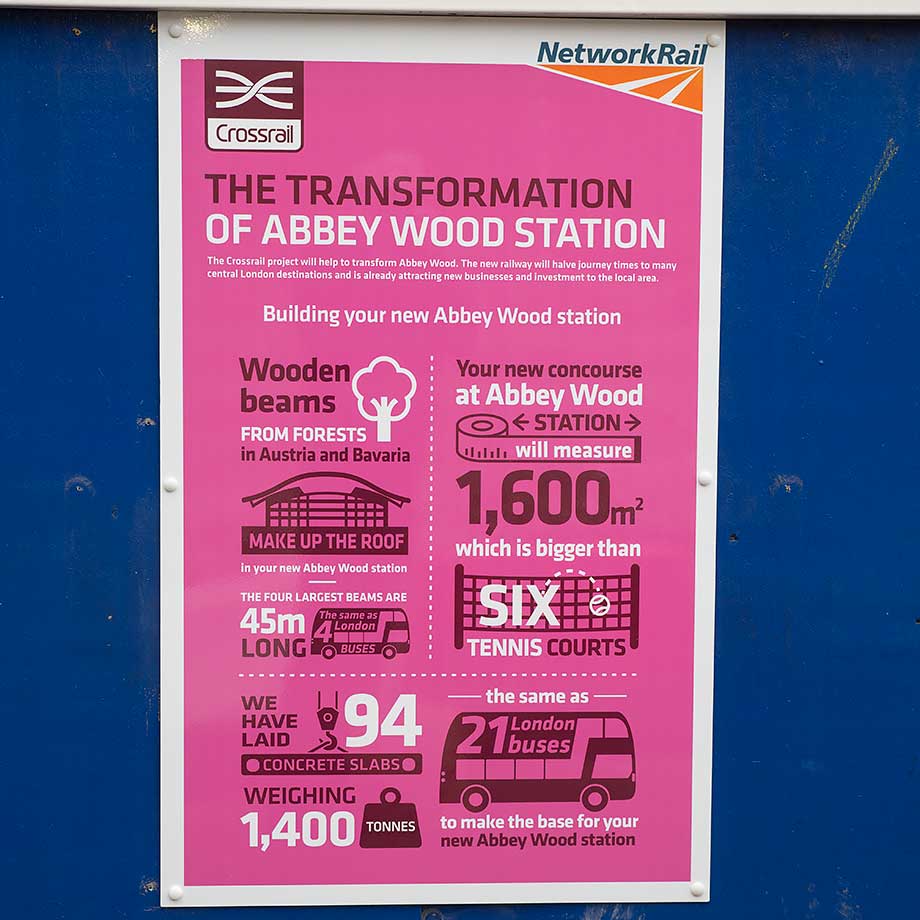 NetworkRail
Crossrail
THE TRANSFORMATION
OF ABBEY WOOD STATION
The Crossrail project will help to transform Abbey Wood. The new railway will halve journey times to many
central London destinations and is already attracting new businesses and investment to the local area.
Building your new Abbey Wood station
Wooden
beams
FROM FORESTS
in Austria and Bavaria
MAKE UP THE ROOF
in your new Abbey Wood station
THE FOUR LARGEST BEAMS ARE
45m
LONG
The same as
4 London
BUSES
Your new concourse
at Abbey Wood
STATION
will measure
1,600m²
which is bigger than
SIX
TENNIS COURTS
WE
HAVE
LAID
94
CONCRETE SLABS
WEIGHING
1,400
TONNES
the same as
21 London
buses
to make the base for your
new Abbey Wood station